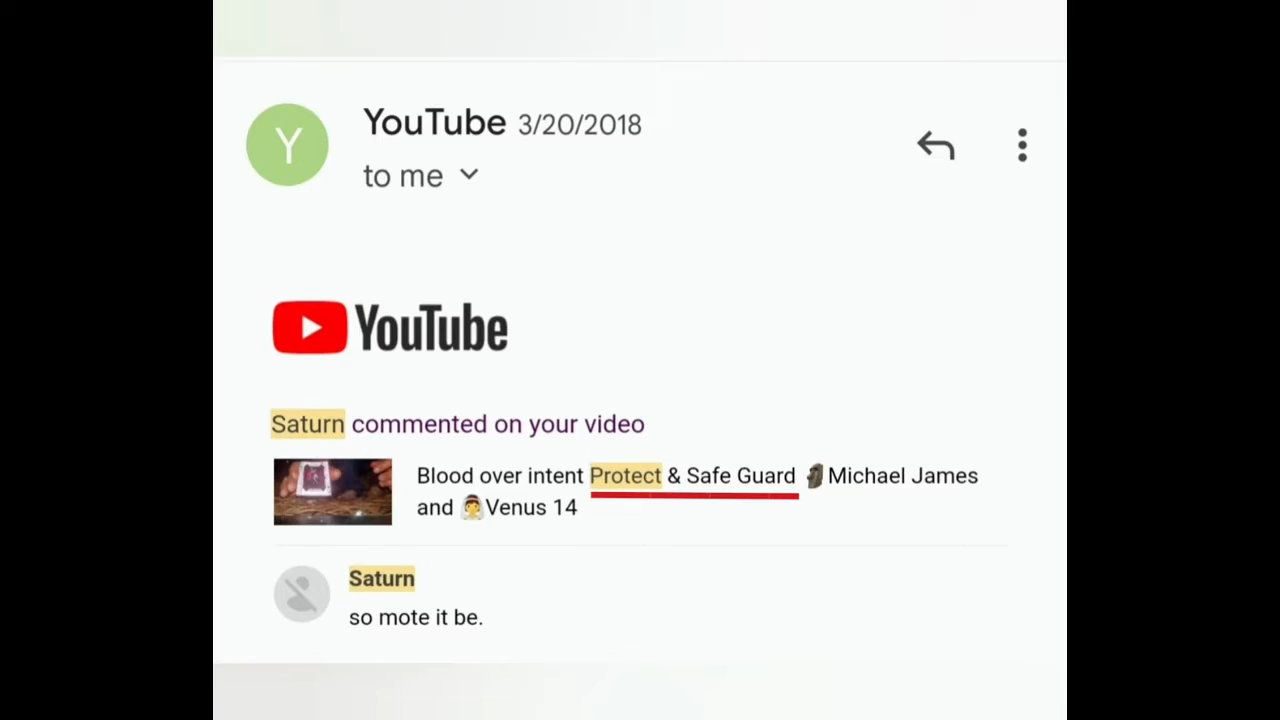 Y
YouTube 3/20/2018
to me
YouTube
Saturn commented on your video
Blood over intent Protect & Safe Guard 🗿Michael James
and 👰Venus 14
Saturn
so mote it be.